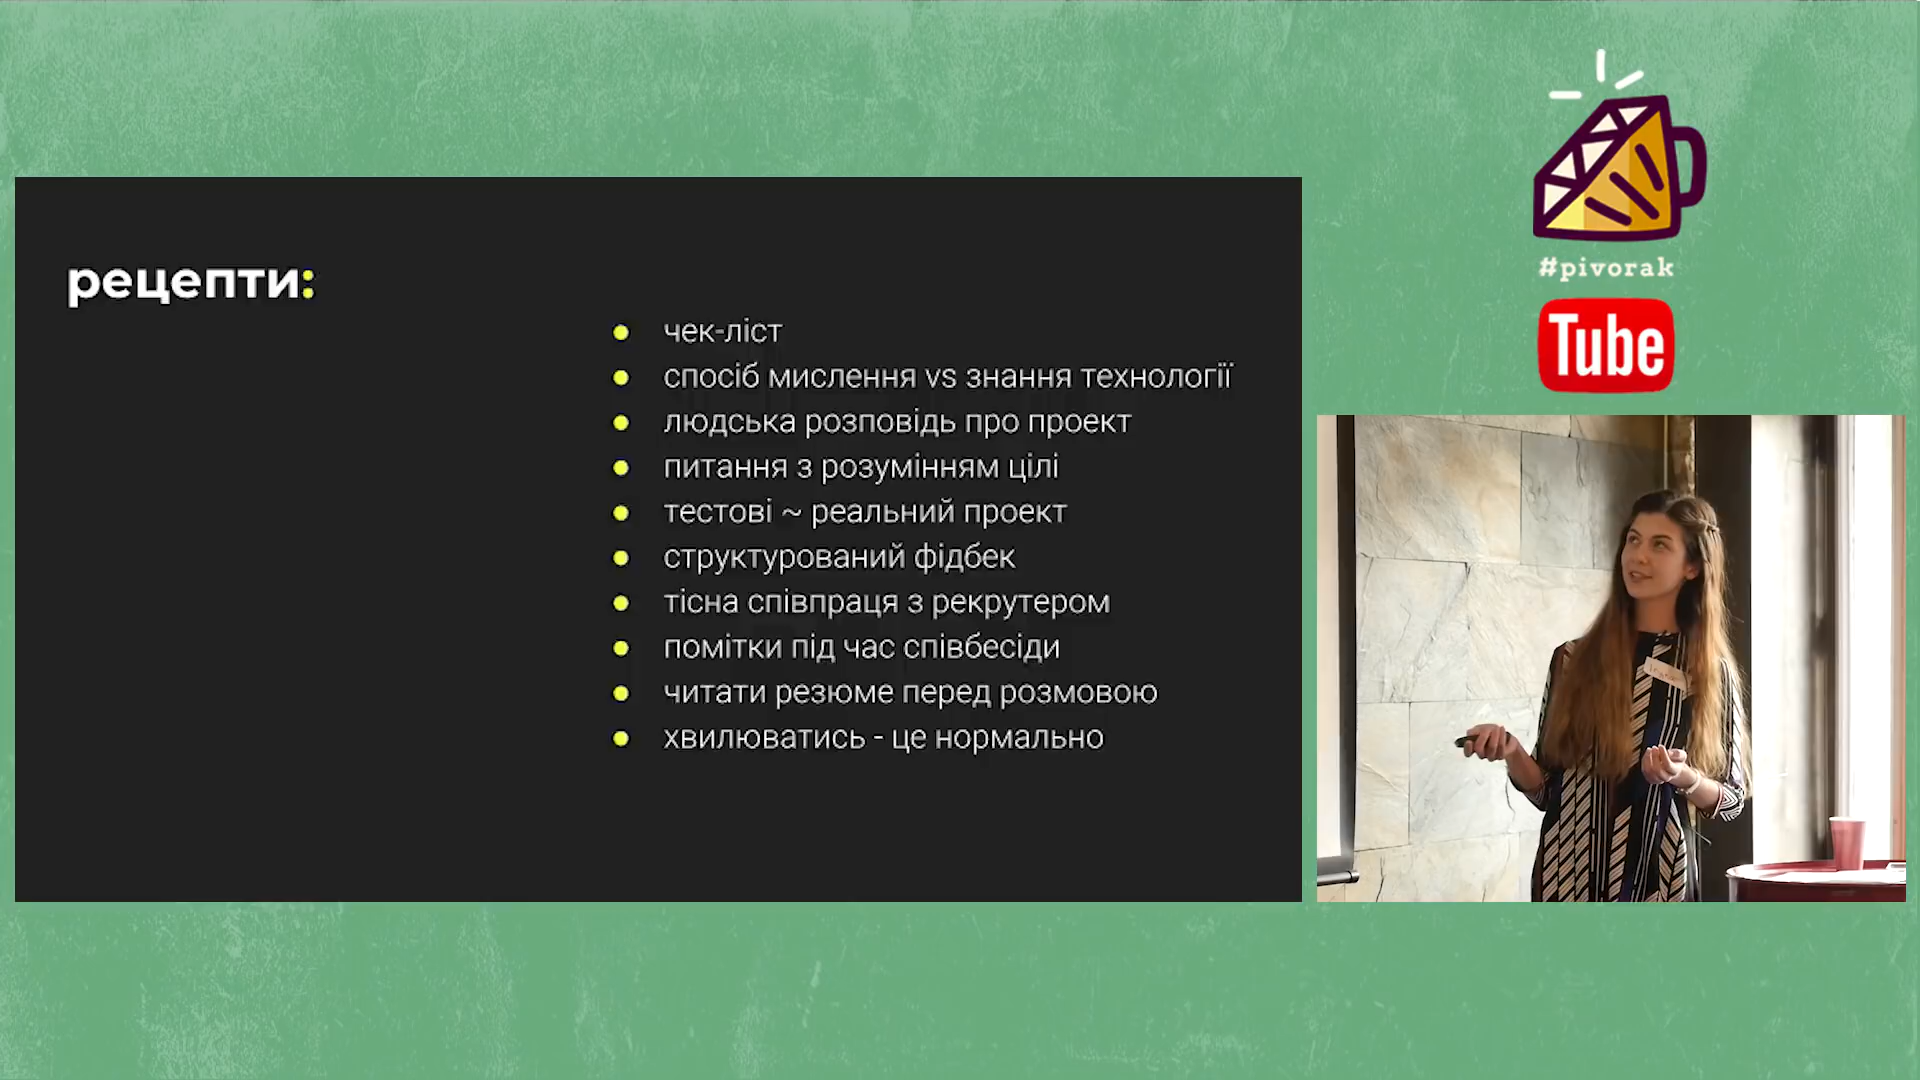 рецепти:
чек-ліст
спосіб мислення vs знання технології
людська розповідь про проект
питання з розумінням цілі
тестові ~ реальний проект
структурований фідбек
тісна співпраця з рекрутером
помітки під час співбесіди
читати резюме перед розмовою
хвилюватись - це нормально
#pivorak
Tube